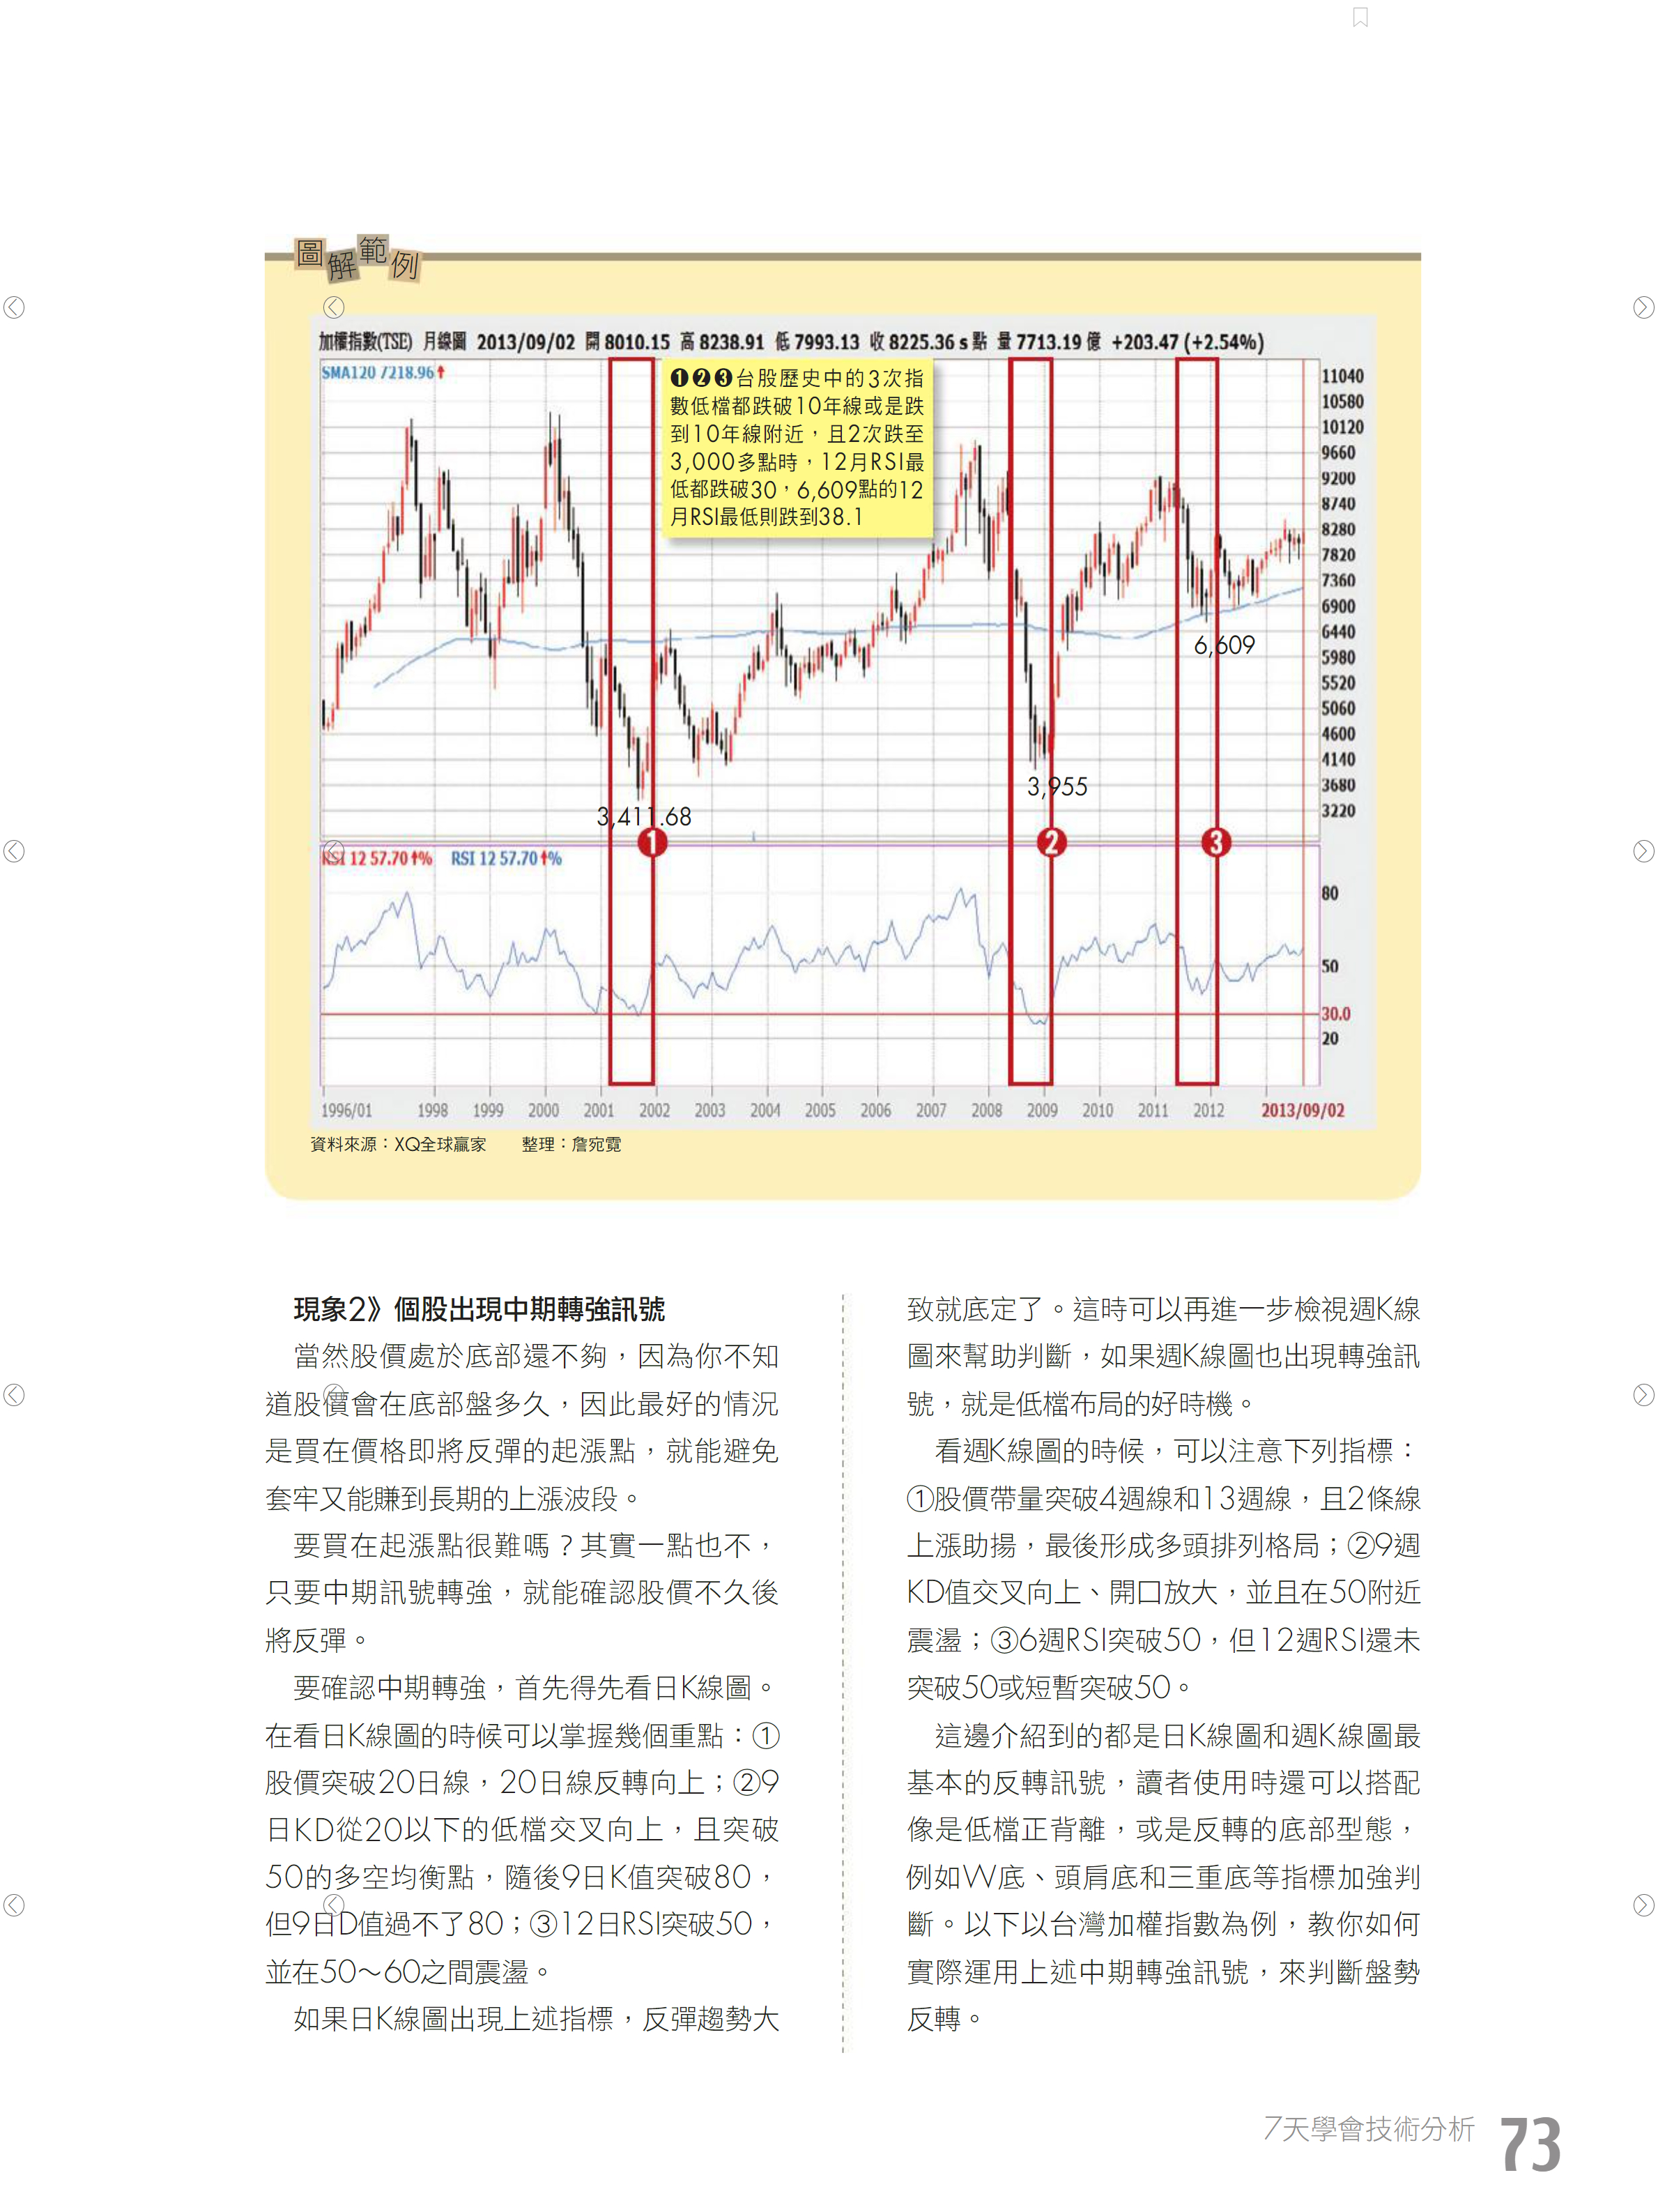 圖解範例
加權指數(TSE) 月線圖 2013/09/02 開 8010.15 高 8238.91 低 7993.13 收 8225.36 s 點 量 7713.19 億 +203.47 (+2.54%)
SMA120 7218.96⬆
❶❷❸台股歷史中的3次指
數低檔都跌破10年線或是跌
到10年線附近，且2次跌至
3,000多點時，12月RSI最
低都跌破30，6,609點的12
月RSI最低則跌到38.1
11040
10580
10120
9660
9200
8740
8280
7820
7360
6900
6440
5980
5520
5060
4600
4140
3680
3220
6,609
3,955
3,411.68
❶
❷
❸
RSI 12 57.70⬆% RSI 12 57.70⬆%
80
50
30.0
20
1996/01 1998 1999 2000 2001 2002 2003 2004 2005 2006 2007 2008 2009 2010 2011 2012 2013/09/02
資料來源：XQ全球贏家 整理：詹宛霓
現象2》個股出現中期轉強訊號
當然股價處於底部還不夠，因為你不知
道股價會在底部盤多久，因此最好的情況
是買在價格即將反彈的起漲點，就能避免
套牢又能賺到長期的上漲波段。
要買在起漲點很難嗎？其實一點也不，
只要中期訊號轉強，就能確認股價不久後
將反彈。
要確認中期轉強，首先得先看日K線圖。
在看日K線圖的時候可以掌握幾個重點：①
股價突破20日線，20日線反轉向上；②9
日KD從20以下的低檔交叉向上，且突破
50的多空均衡點，隨後9日K值突破80，
但9日D值過不了80；③12日RSI突破50，
並在50～60之間震盪。
如果日K線圖出現上述指標，反彈趨勢大
致就底定了。這時可以再進一步檢視週K線
圖來幫助判斷，如果週K線圖也出現轉強訊
號，就是低檔布局的好時機。
看週K線圖的時候，可以注意下列指標：
①股價帶量突破4週線和13週線，且2條線
上漲助揚，最後形成多頭排列格局；②9週
KD值交叉向上、開口放大，並且在50附近
震盪；③6週RSI突破50，但12週RSI還未
突破50或短暫突破50。
這邊介紹到的都是日K線圖和週K線圖最
基本的反轉訊號，讀者使用時還可以搭配
像是低檔正背離，或是反轉的底部型態，
例如W底、頭肩底和三重底等指標加強判
斷。以下以台灣加權指數為例，教你如何
實際運用上述中期轉強訊號，來判斷盤勢
反轉。
7天學會技術分析 73